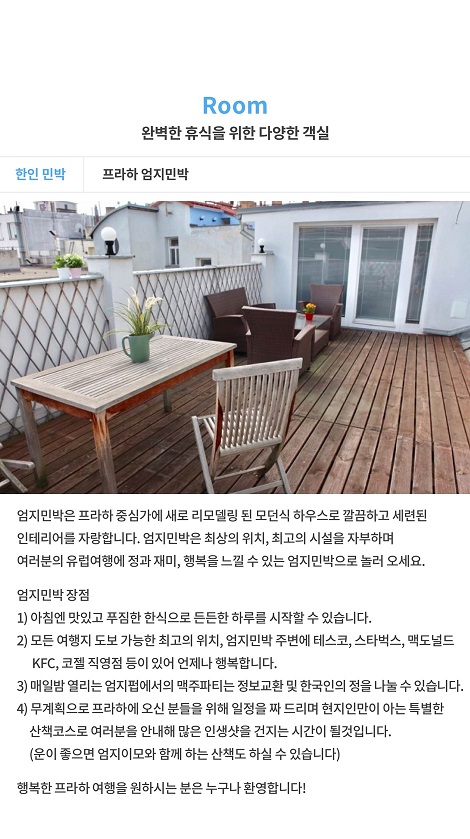 Room
완벽한 휴식을 위한 다양한 객실
한인 민박 프라하 엄지민박
엄지민박은 프라하 중심가에 새로 리모델링 된 모던식 하우스로 깔끔하고 세련된
인테리어를 자랑합니다. 엄지민박은 최상의 위치, 최고의 시설을 자부하며
여러분의 유럽여행에 정과 재미, 행복을 느낄 수 있는 엄지민박으로 놀러 오세요.
엄지민박 장점
1) 아침엔 맛있고 푸짐한 한식으로 든든한 하루를 시작할 수 있습니다.
2) 모든 여행지 도보 가능한 최고의 위치, 엄지민박 주변에 테스코, 스타벅스, 맥도널드
KFC, 코젤 직영점 등이 있어 언제나 행복합니다.
3) 매일밤 열리는 엄지펍에서의 맥주파티는 정보교환 및 한국인의 정을 나눌 수 있습니다.
4) 무계획으로 프라하에 오신 분들을 위해 일정을 짜 드리며 현지인만이 아는 특별한
산책코스로 여러분을 안내해 많은 인생샷을 건지는 시간이 될것입니다.
(운이 좋으면 엄지이모와 함께 하는 산책도 하실 수 있습니다)
행복한 프라하 여행을 원하시는 분은 누구나 환영합니다!